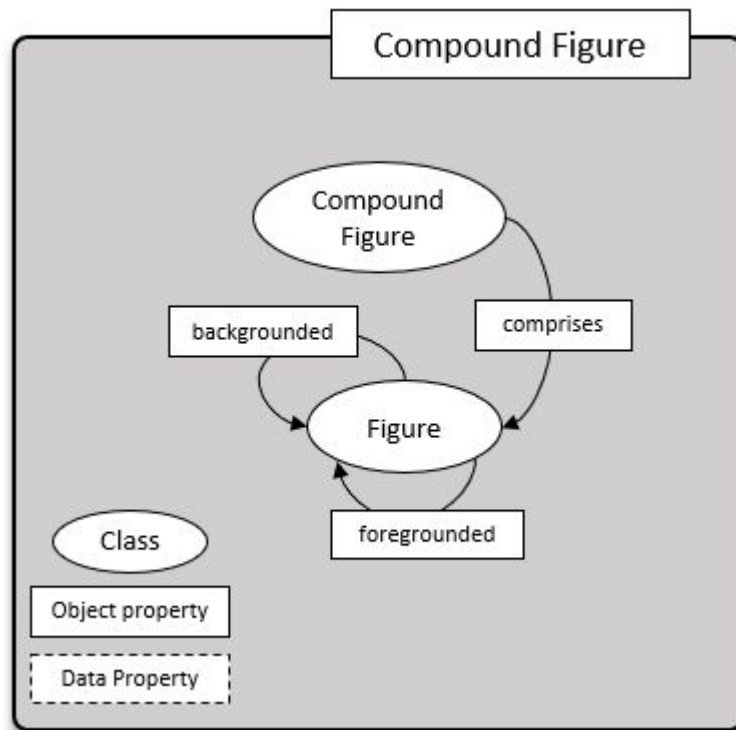 Compound Figure
Compound
Figure
backgrounded
comprises
Figure
foregrounded
Class
Object property
Data Property